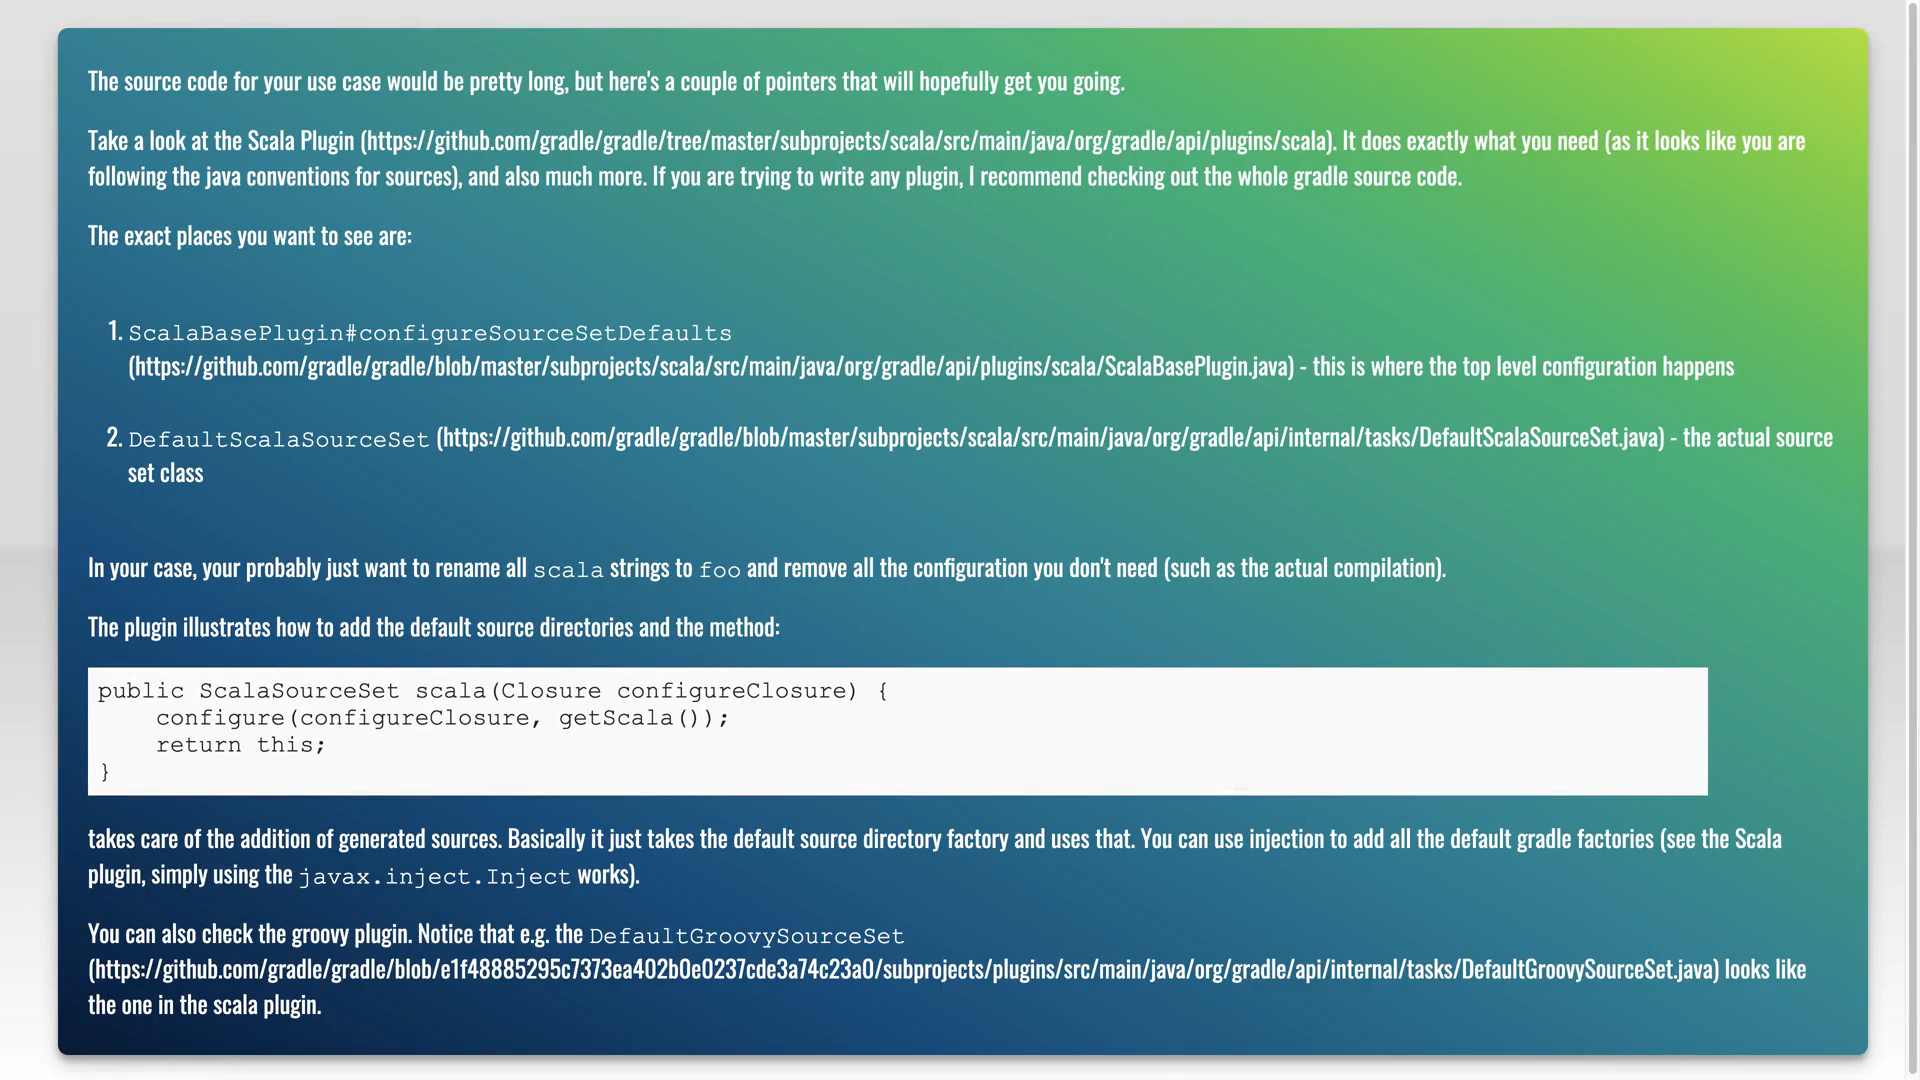 The source code for your use case would be pretty long, but here's a couple of pointers that will hopefully get you going.
Take a look at the Scala Plugin (https://github.com/gradle/gradle/tree/master/subprojects/scala/src/main/java/org/gradle/api/plugins/scala). It does exactly what you need (as it looks like you are
following the java conventions for sources), and also much more. If you are trying to write any plugin, I recommend checking out the whole gradle source code.
The exact places you want to see are:
1. ScalaBasePlugin#configureSourceSetDefaults
(https://github.com/gradle/gradle/blob/master/subprojects/scala/src/main/java/org/gradle/api/plugins/scala/ScalaBasePlugin.java) - this is where the top level configuration happens
2. DefaultScalaSourceSet (https://github.com/gradle/gradle/blob/master/subprojects/scala/src/main/java/org/gradle/api/internal/tasks/DefaultScalaSourceSet.java) - the actual source
set class
In your case, your probably just want to rename all scala strings to foo and remove all the configuration you don't need (such as the actual compilation).
The plugin illustrates how to add the default source directories and the method:
public ScalaSourceSet scala(Closure configureClosure) {
    configure(configureClosure, getScala());
    return this;
}
takes care of the addition of generated sources. Basically it just takes the default source directory factory and uses that. You can use injection to add all the default gradle factories (see the Scala
plugin, simply using the javax.inject.Inject works).
You can also check the groovy plugin. Notice that e.g. the DefaultGroovySourceSet
(https://github.com/gradle/gradle/blob/e1f48885295c7373ea402b0e0237cde3a74c23a0/subprojects/plugins/src/main/java/org/gradle/api/internal/tasks/DefaultGroovySourceSet.java) looks like
the one in the scala plugin.